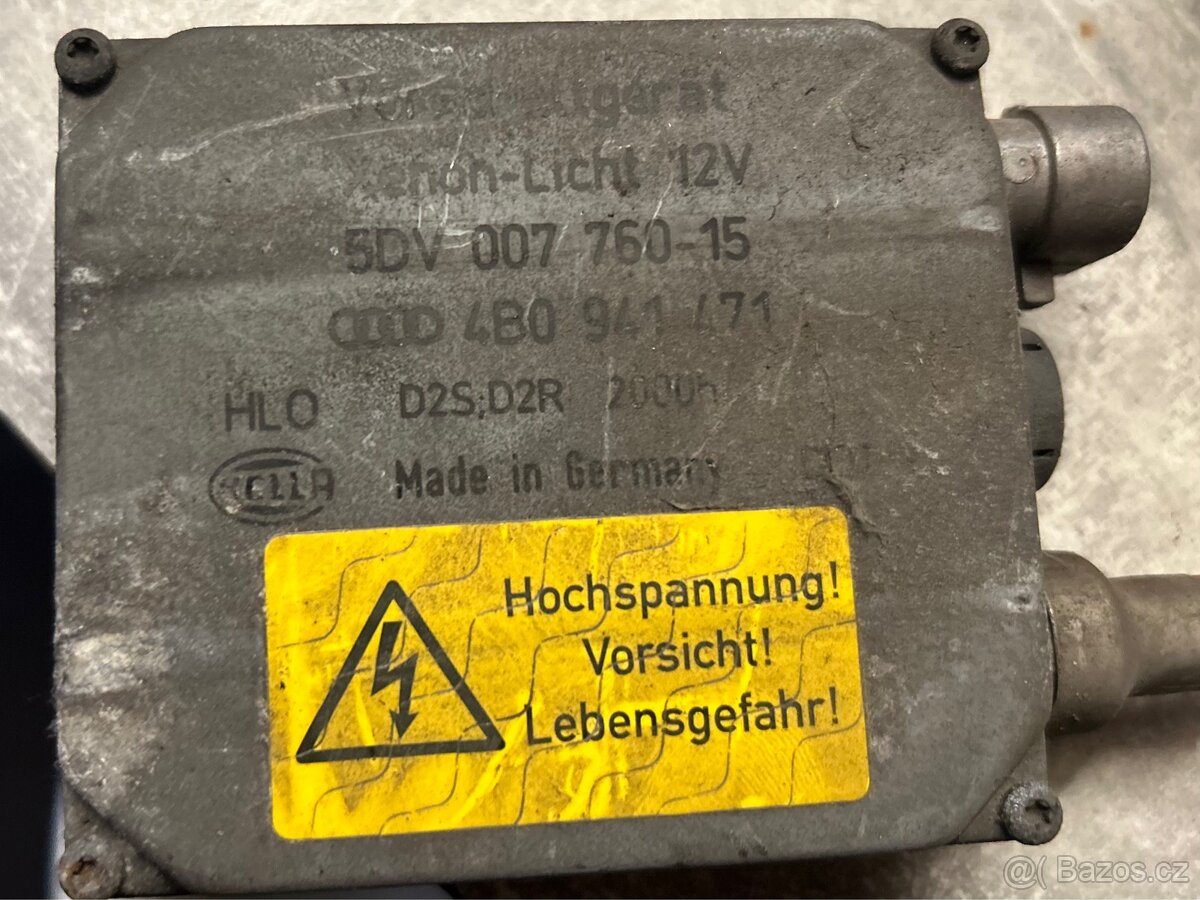 Vorschaltgerät
Xenon-Licht 12V
5DV 007 760-15
4B0 941 471
HLO D2S,D2R 2000h
HELLA Made in Germany
Hochspannung!
Vorsicht!
Lebensgefahr!
@( Bazos.cz